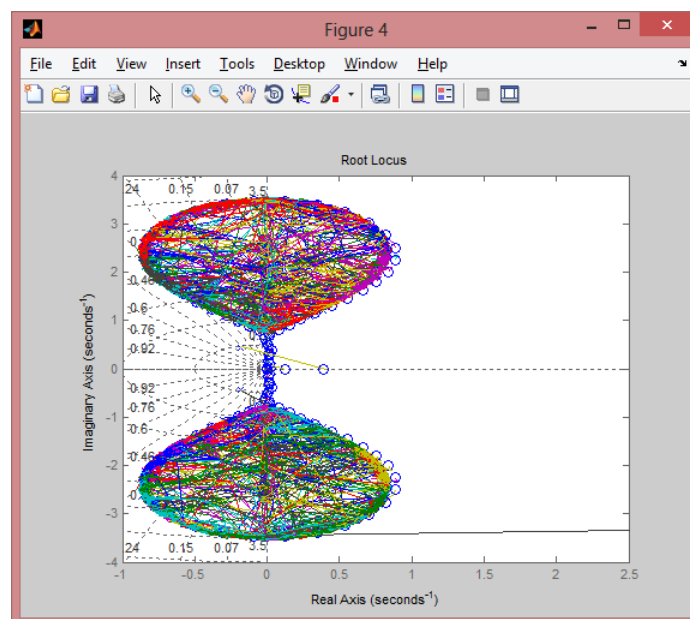 Figure 4
File Edit View Insert Tools Desktop Window Help
Root Locus
4
24 0.15 0.07 3.5
3
2
0.46
1
0.6
0.76
0.92
0
0.92
-1
0.76
0.6
-2
0.46
-3
24 0.15 0.07 3.5
-4
-1 -0.5 0 0.5 1 1.5 2 2.5
Imaginary Axis (seconds⁻¹)
Real Axis (seconds⁻¹)